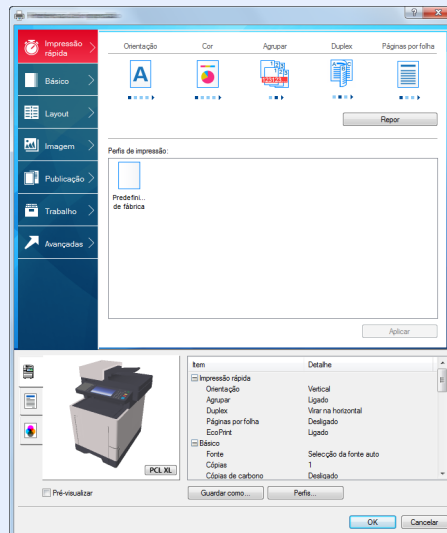 Impressão
rápida
Básico
Layout
Imagem
Publicação
Trabalho
Avançadas
Orientação Cor Agrupar Duplex Páginas por folha
A
123123
A
Repor
Perfis de impressão:
Predefini...
de fábrica
Aplicar
PCL XL
Pré-visualizar
Item Detalhe
Impressão rápida
Orientação Vertical
Agrupar Ligado
Duplex Virar na horizontal
Páginas por folha Desligado
EcoPrint Ligado
Básico
Fonte Selecção da fonte auto
Cópias 1
Cópias de carbono Desligado
Guardar como... Perfis...
OK Cancelar